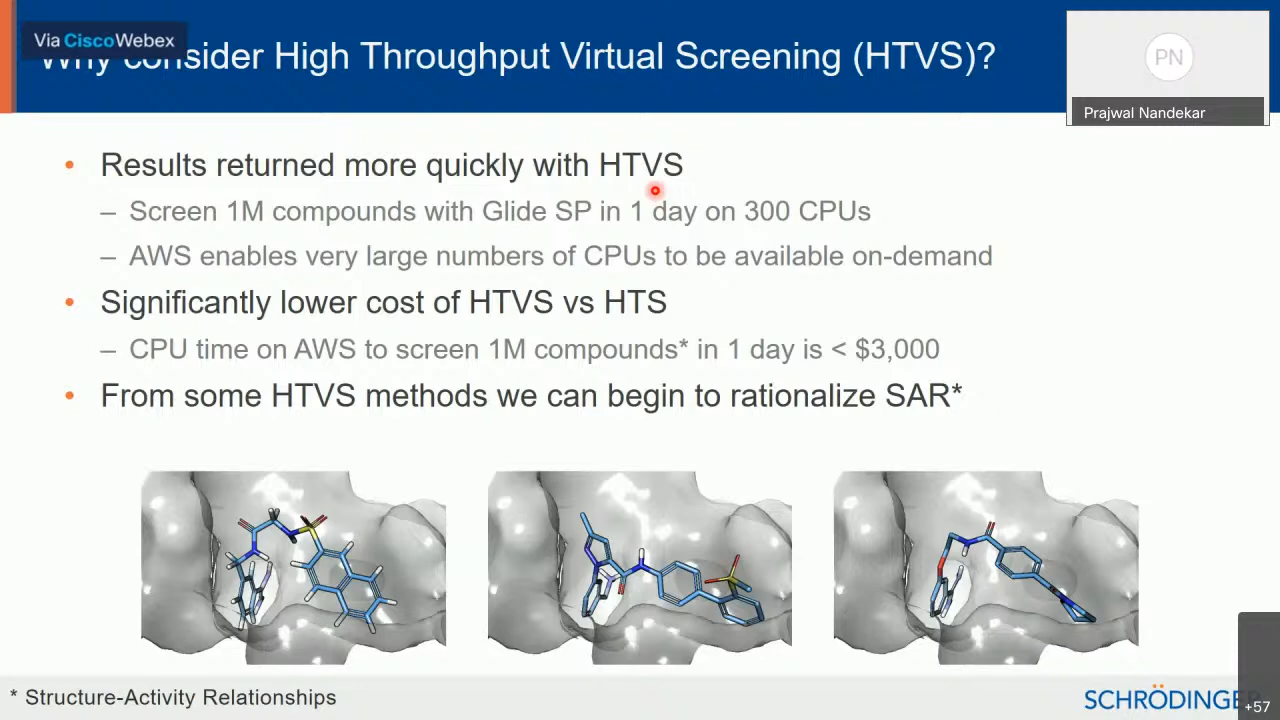 Via CiscoWebex
Why consider High Throughput Virtual Screening (HTVS)?
PN
Prajwal Nandekar
• Results returned more quickly with HTVS
– Screen 1M compounds with Glide SP in 1 day on 300 CPUs
– AWS enables very large numbers of CPUs to be available on-demand
• Significantly lower cost of HTVS vs HTS
– CPU time on AWS to screen 1M compounds* in 1 day is < $3,000
• From some HTVS methods we can begin to rationalize SAR*
* Structure-Activity Relationships
SCHRÖDINGER
+57